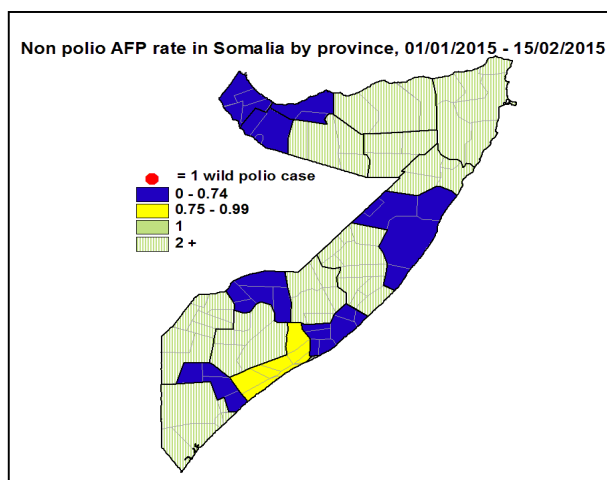 Non polio AFP rate in Somalia by province, 01/01/2015 - 15/02/2015
= 1 wild polio case
0 - 0.74
0.75 - 0.99
1
2 +